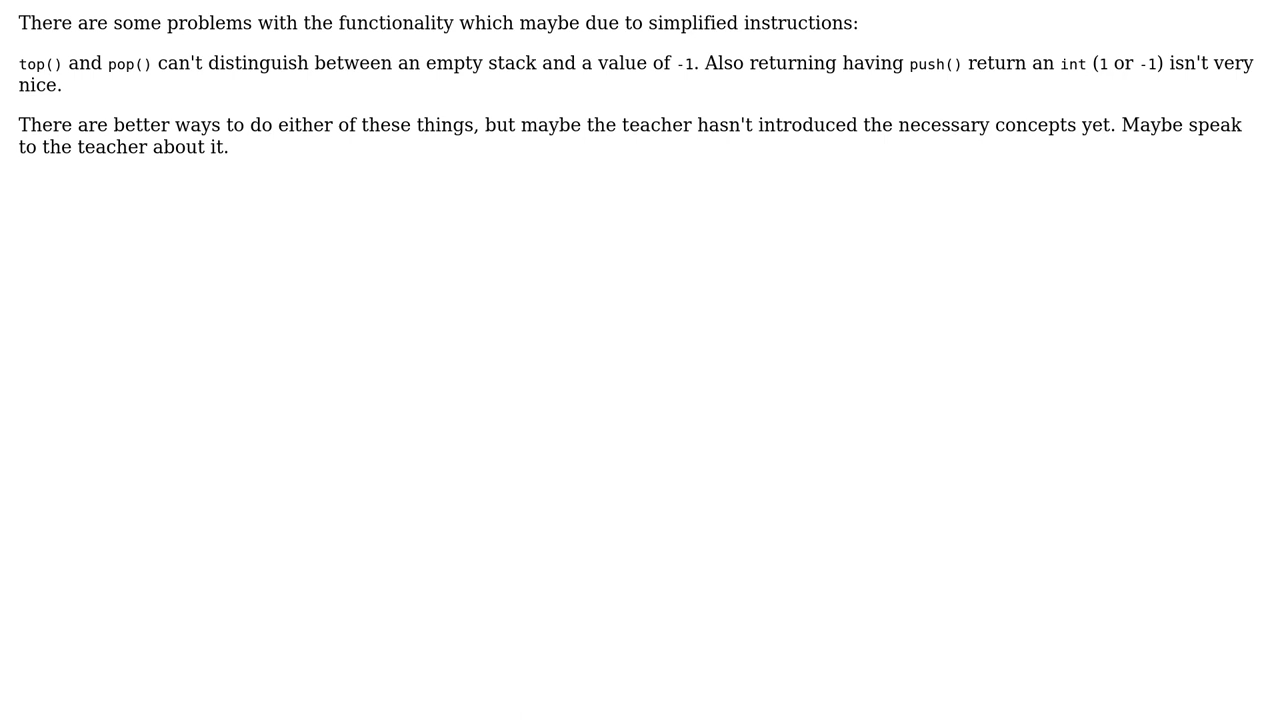 There are some problems with the functionality which maybe due to simplified instructions:
top() and pop() can't distinguish between an empty stack and a value of -1. Also returning having push() return an int (1 or -1) isn't very
nice.
There are better ways to do either of these things, but maybe the teacher hasn't introduced the necessary concepts yet. Maybe speak
to the teacher about it.